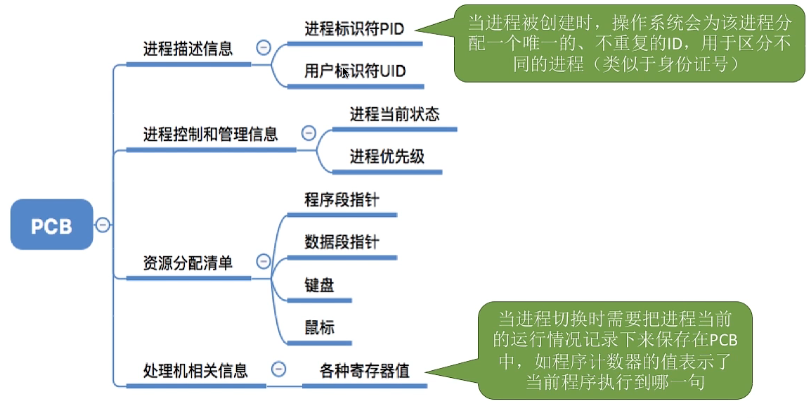 进程标识符PID
当进程被创建时，操作系统会为该进程分
配一个唯一的、不重复的ID，用于区分不
同的进程（类似于身份证号）
进程描述信息
用户标识符UID
进程当前状态
进程控制和管理信息
进程优先级
PCB
程序段指针
数据段指针
资源分配清单
键盘
鼠标
当进程切换时需要把进程当前
的运行情况记录下来保存在PCB
中，如程序计数器的值表示了
当前程序执行到哪一句
处理机相关信息
各种寄存器值